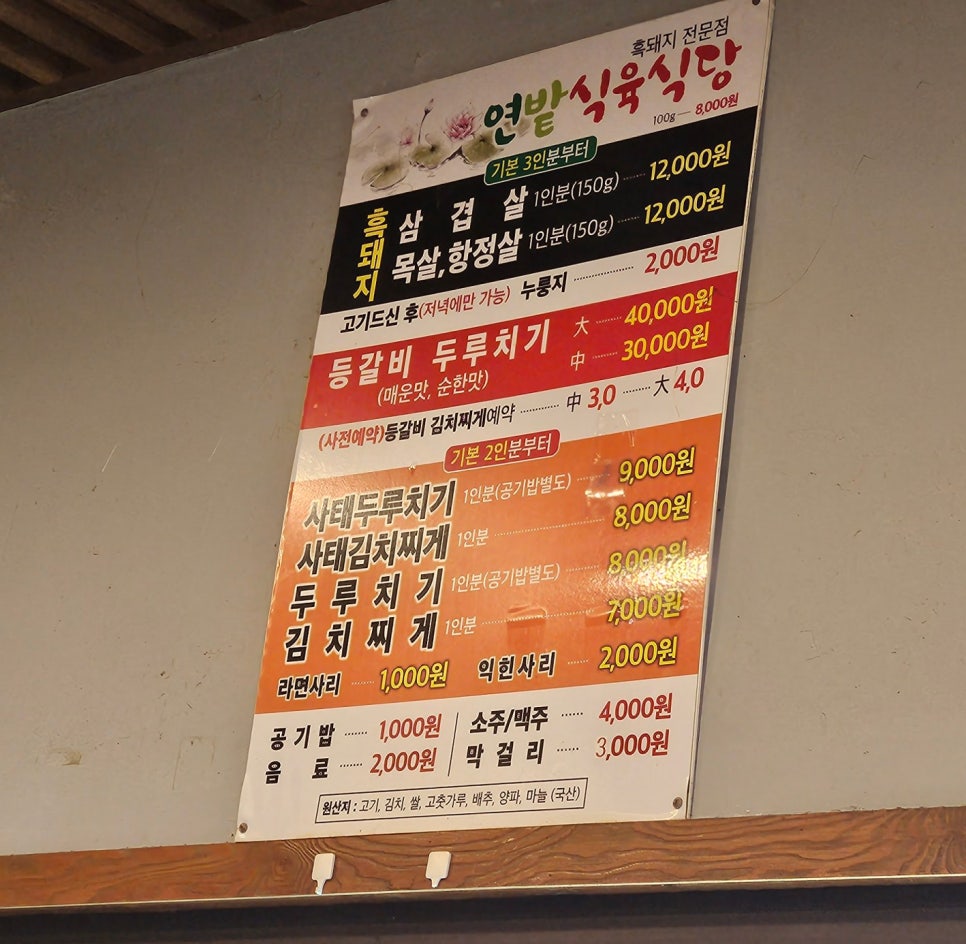 흑돼지 전문점
연밭식육식당
100g — 8,000원
기본 3인분부터
흑돼지
삼 겹 살 1인분(150g) ······ 12,000원
목살,항정살 1인분(150g) ······ 12,000원
고기드신 후(저녁에만 가능) 누룽지 ······ 2,000원
등갈비 두루치기 大 ······ 40,000원
(매운맛, 순한맛) 中 ······ 30,000원
(사전예약)등갈비 김치찌게예약 ······ 中 3,0 ······ 大 4,0
기본 2인분부터
사태두루치기 1인분(공기밥별도) ······ 9,000원
사태김치찌게 1인분 ······ 8,000원
두 루 치 기 1인분(공기밥별도) ······ 8,000원
김 치 찌 게 1인분 ······ 7,000원
라면사리 ······ 1,000원 익힌사리 ······ 2,000원
공 기 밥 ······ 1,000원 소주/맥주 ······ 4,000원
음 료 ······ 2,000원 막 걸 리 ······ 3,000원
원산지 : 고기, 김치, 쌀, 고춧가루, 배추, 양파, 마늘 (국산)